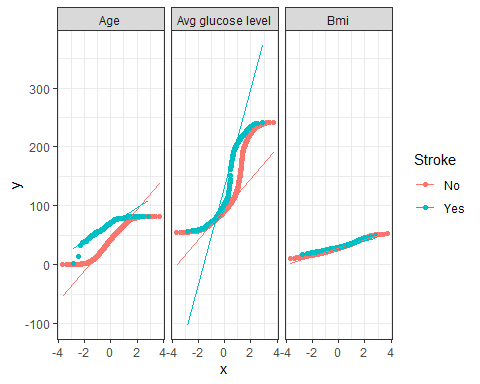 Age Avg glucose level Bmi
300
200
100
0
-100
-4 -2 0 2 4 -4 -2 0 2 4 -4 -2 0 2 4
x
y
Stroke
No
Yes